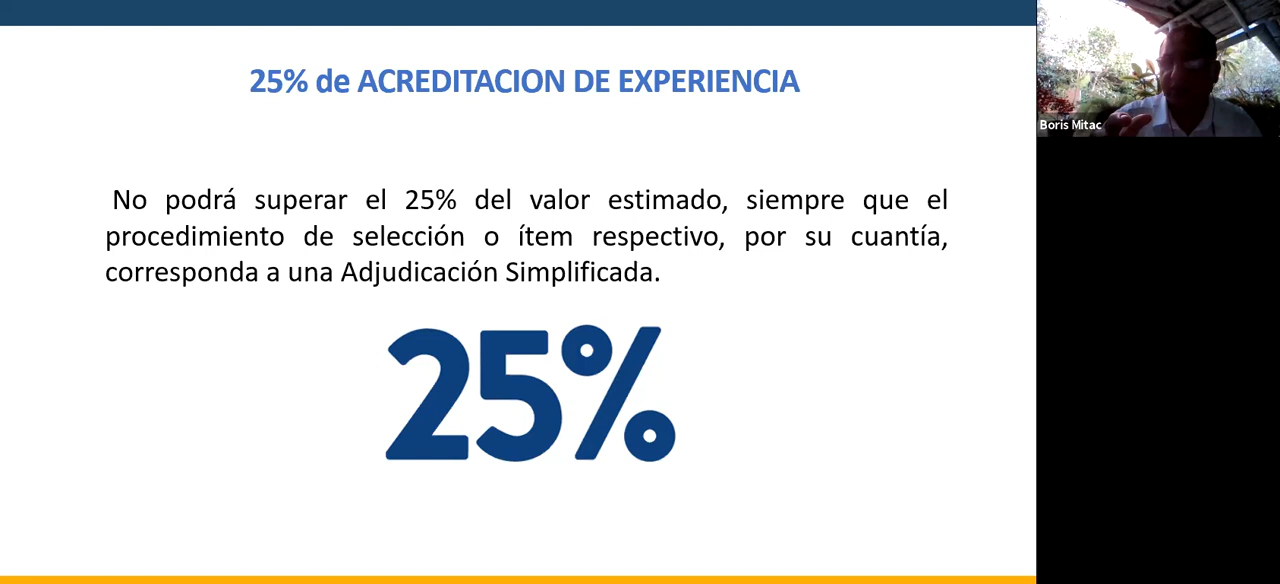 25% de ACREDITACION DE EXPERIENCIA
No podrá superar el 25% del valor estimado, siempre que el
procedimiento de selección o ítem respectivo, por su cuantía,
corresponda a una Adjudicación Simplificada.
25%
Boris Mitac